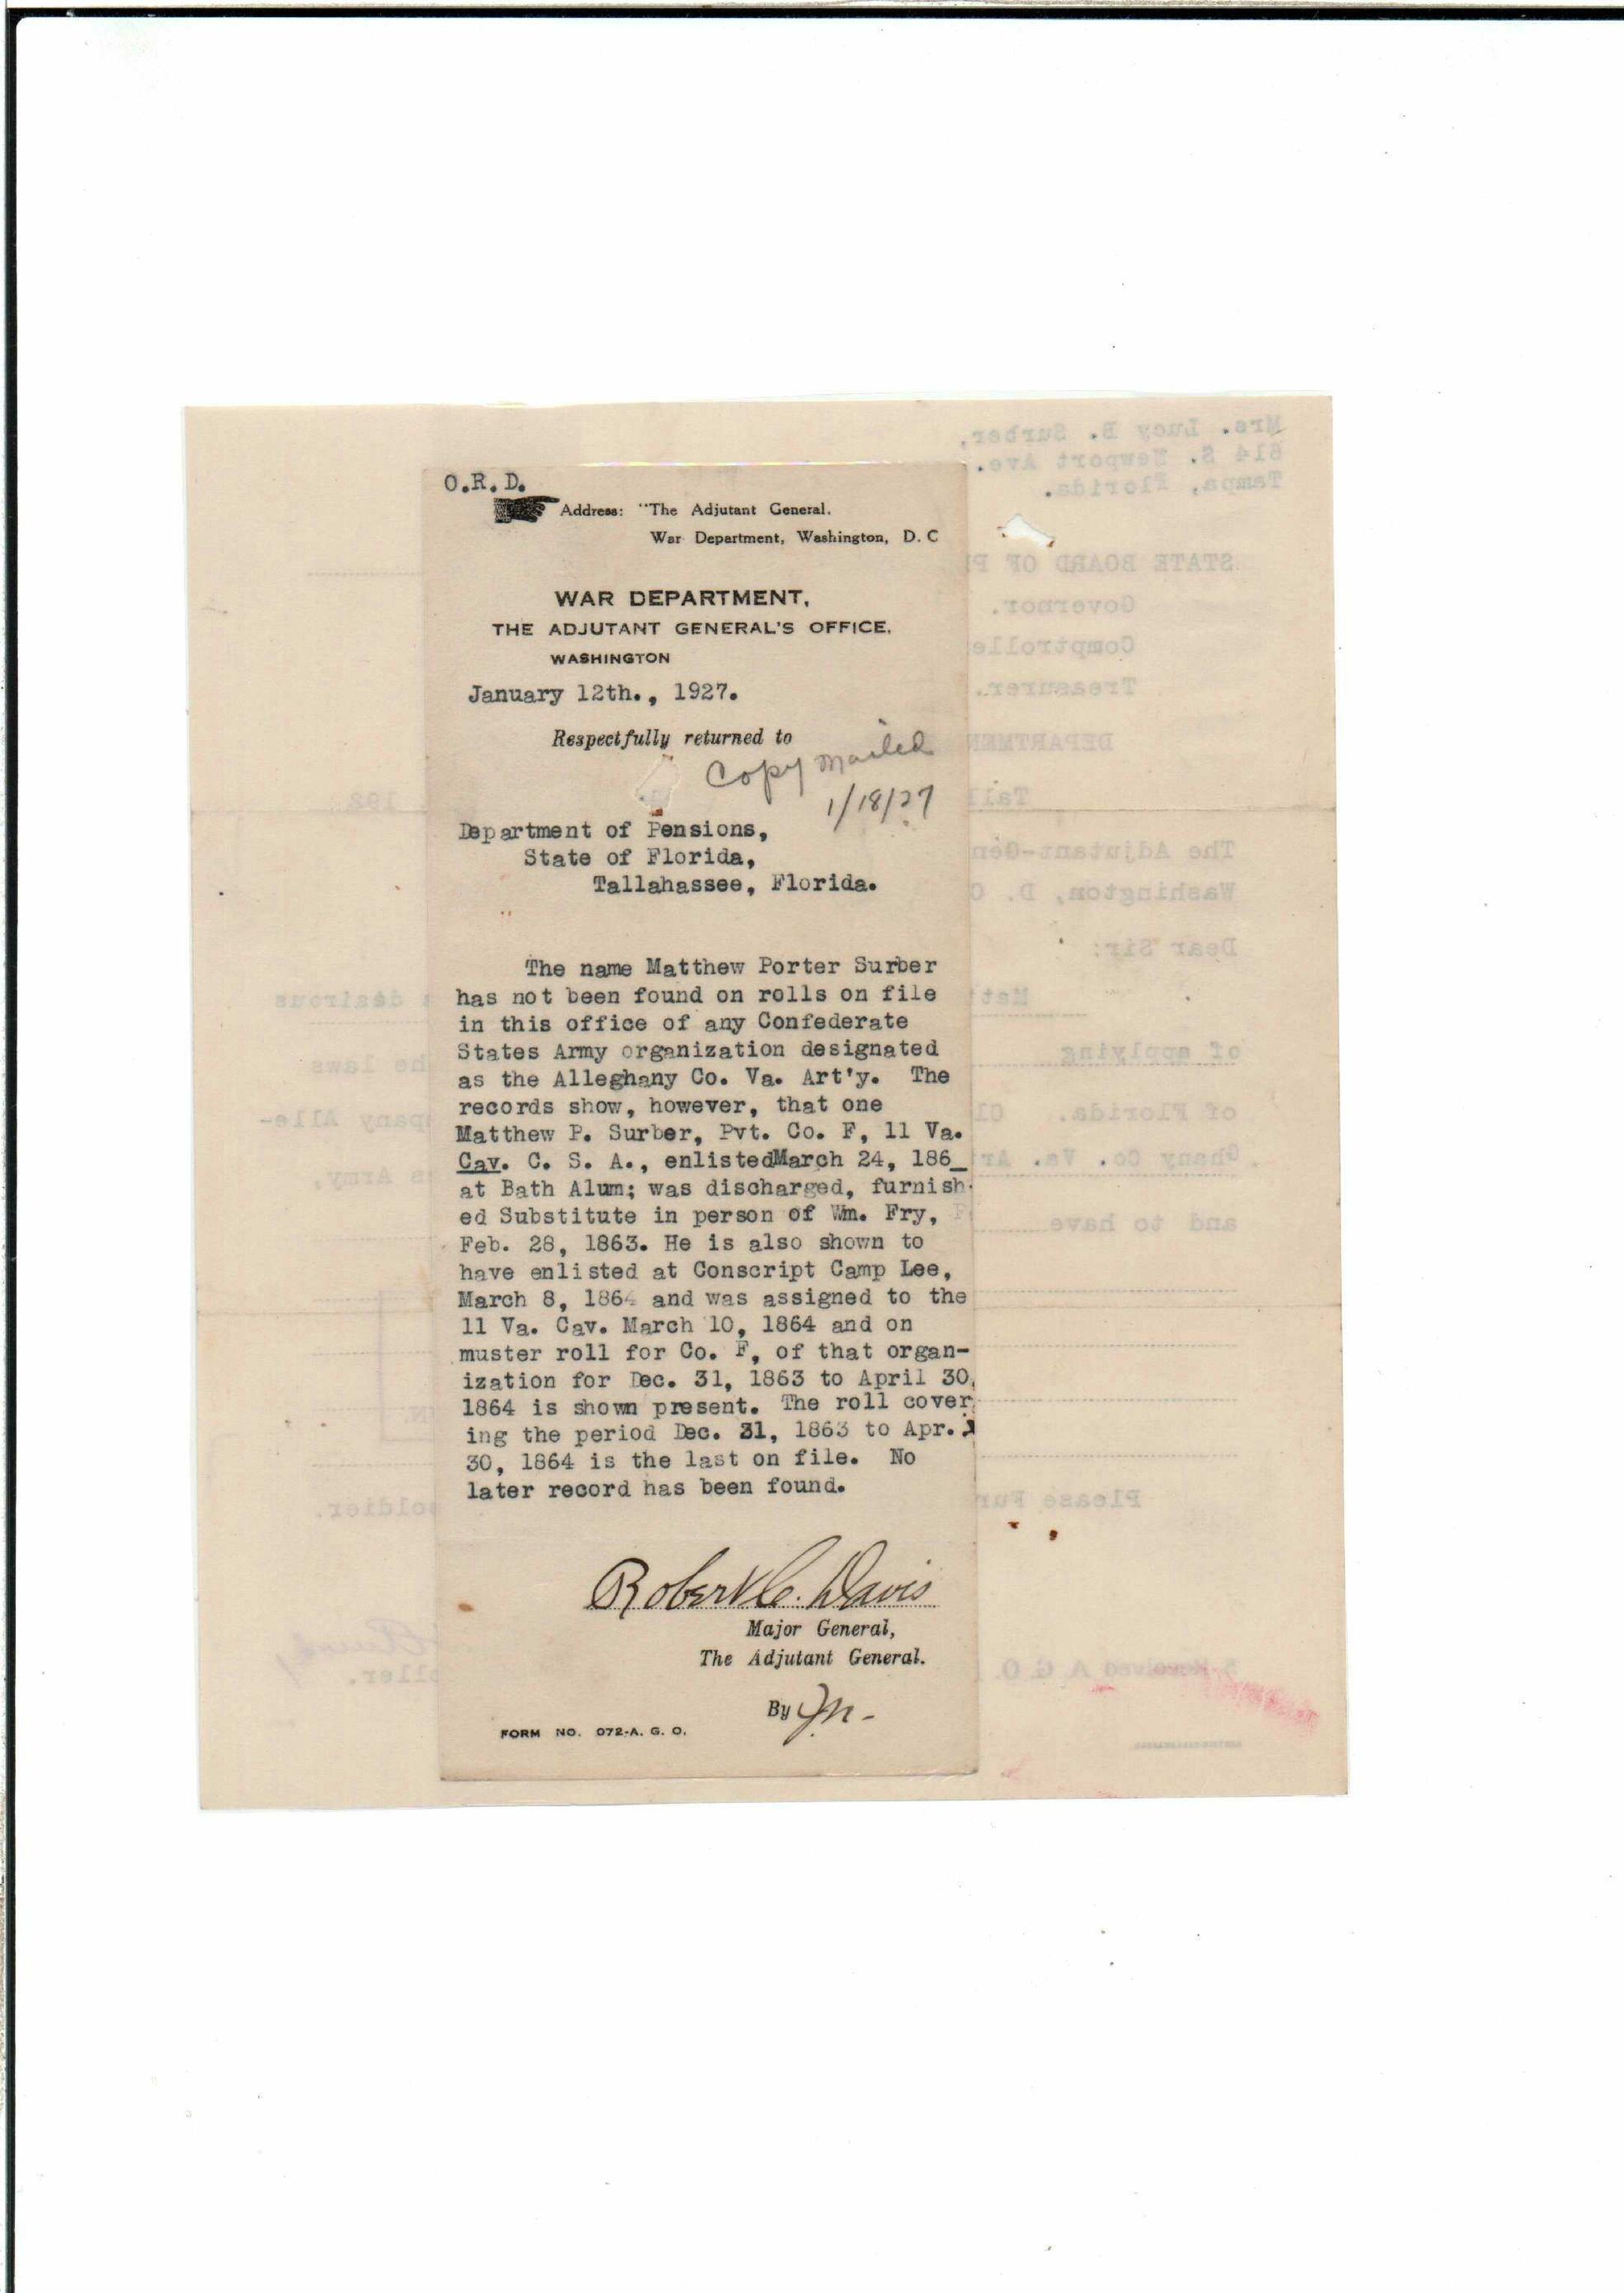 Mrs. Lucy B. Surber,
614 S. Newport Ave.
Tampa, Florida.
O.R.D.
Address: "The Adjutant General.
War Department, Washington, D. C
WAR DEPARTMENT,
THE ADJUTANT GENERAL'S OFFICE,
WASHINGTON
January 12th., 1927.
Respectfully returned to
Copy mailed
1/18/27
Department of Pensions,
State of Florida,
Tallahassee, Florida.
The name Matthew Porter Surber
has not been found on rolls on file
in this office of any Confederate
States Army organization designated
as the Alleghany Co. Va. Art'y. The
records show, however, that one
Matthew P. Surber, Pvt. Co. F, 11 Va.
Cav. C. S. A., enlistedMarch 24, 186_
at Bath Alum; was discharged, furnish-
ed Substitute in person of Wm. Fry,
Feb. 28, 1863. He is also shown to
have enlisted at Conscript Camp Lee,
March 8, 1864 and was assigned to the
11 Va. Cav. March 10, 1864 and on
muster roll for Co. F, of that organ-
ization for Dec. 31, 1863 to April 30,
1864 is shown present. The roll cover
ing the period Dec. 31, 1863 to Apr.
30, 1864 is the last on file. No
later record has been found.
Robert C. Davis
Major General,
The Adjutant General.
By
FORM NO. 072-A. G. O.
STATE BOARD OF
Governor.
Treasurer.
192
Washington, D. C
Dear Sir:
desirous
of applying
laws
of Florida.
Alle-
Ghany Co. Va.
Army,
and to have
Please
Received A. G. O.